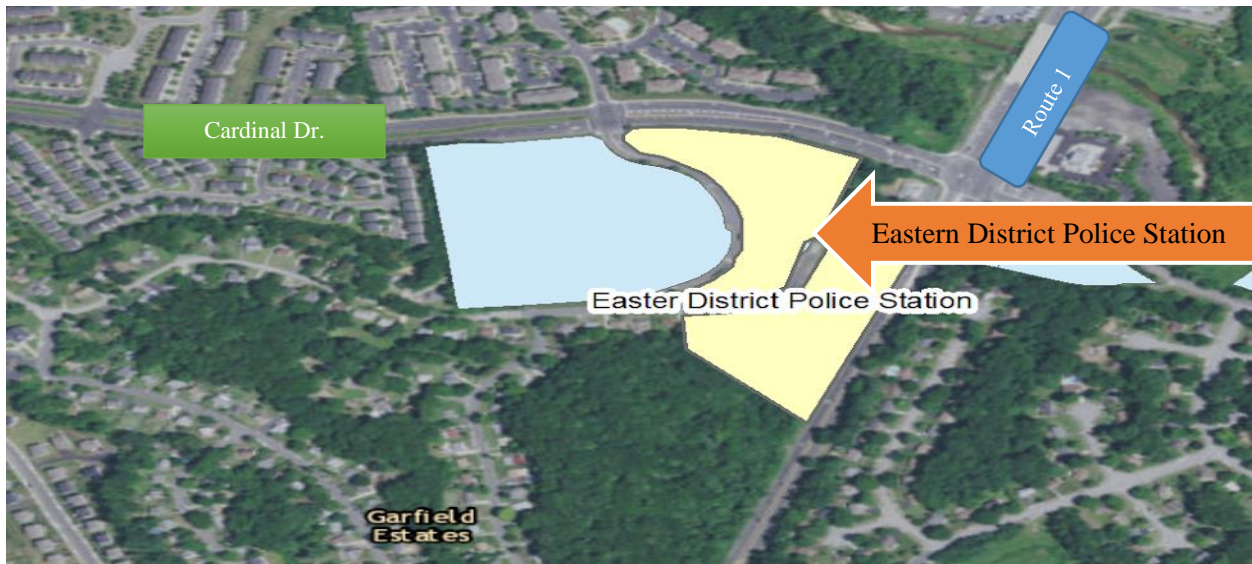 Route 1
Cardinal Dr.
Eastern District Police Station
Easter District Police Station
Garfield
Estates